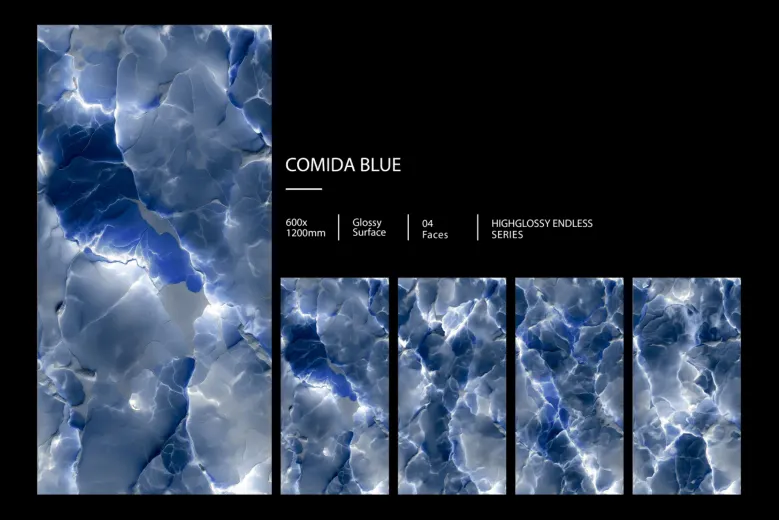 COMIDA BLUE
600x
1200mm
Glossy
Surface
04
Faces
HIGHGLOSSY ENDLESS
SERIES